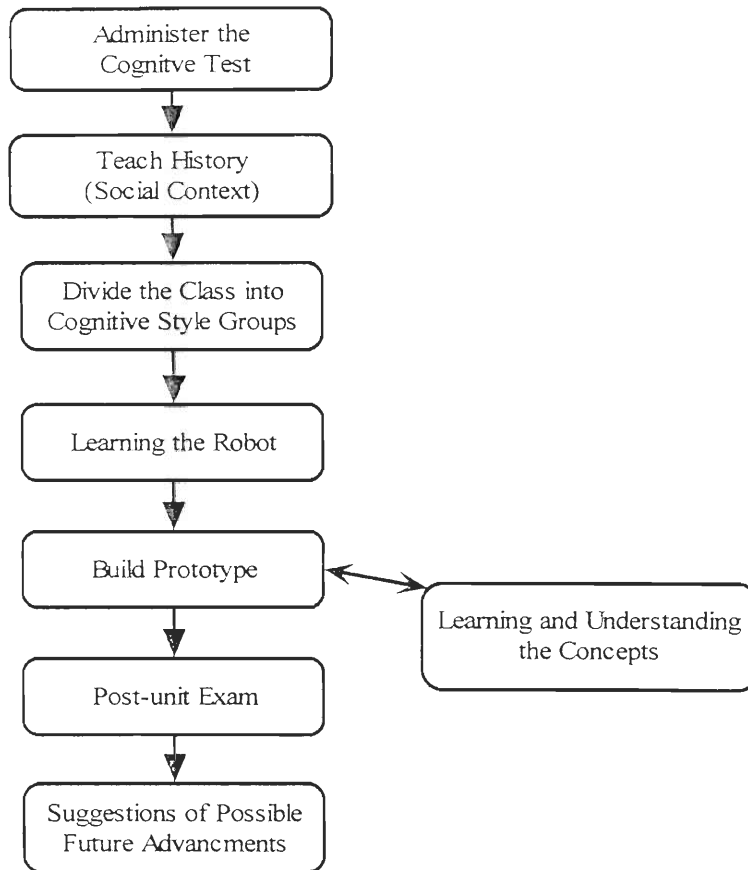 Administer the
Cognitve Test
Teach History
(Social Context)
Divide the Class into
Cognitive Style Groups
Learning the Robot
Build Prototype
Learning and Understanding
the Concepts
Post-unit Exam
Suggestions of Possible
Future Advancments